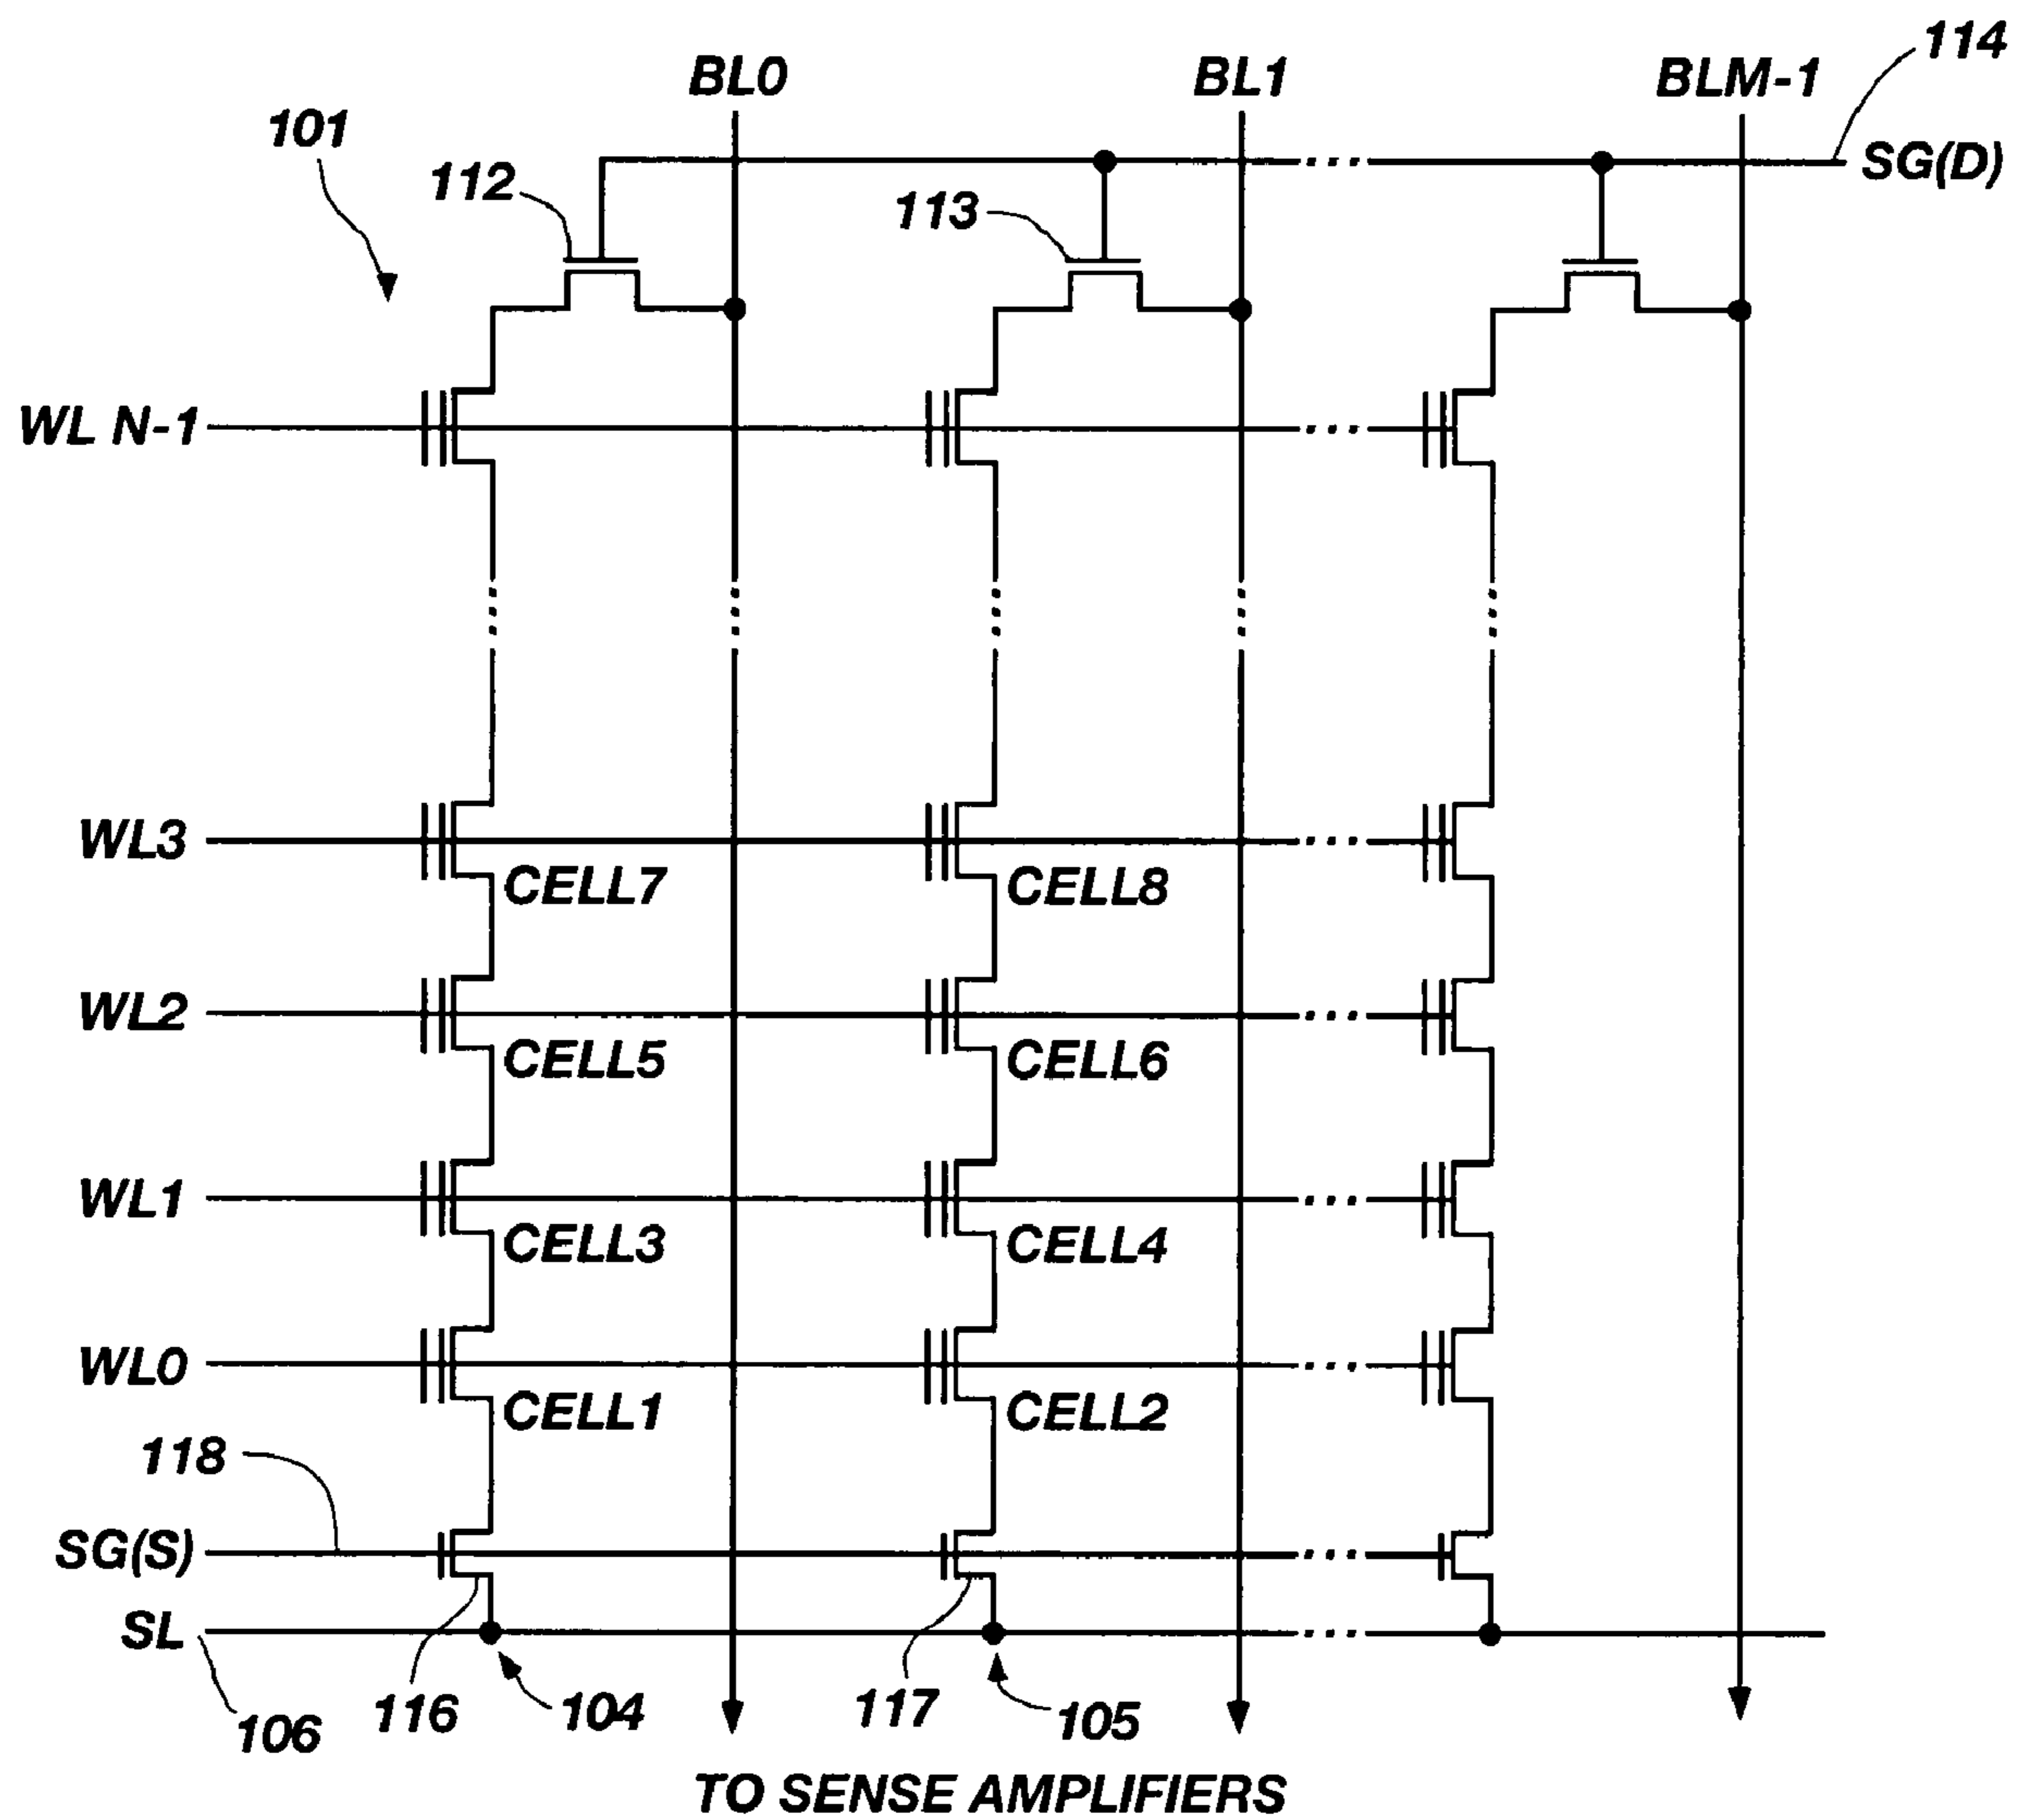 114
BL0
BL1
BLM-1
101
SG(D)
112
113
WL N-1
WL3
CELL7
CELL8
WL2
CELL5
CELL6
WL1
CELL3
CELL4
WL0
CELL1
CELL2
118
SG(S)
SL
106
116
104
117
105
TO SENSE AMPLIFIERS